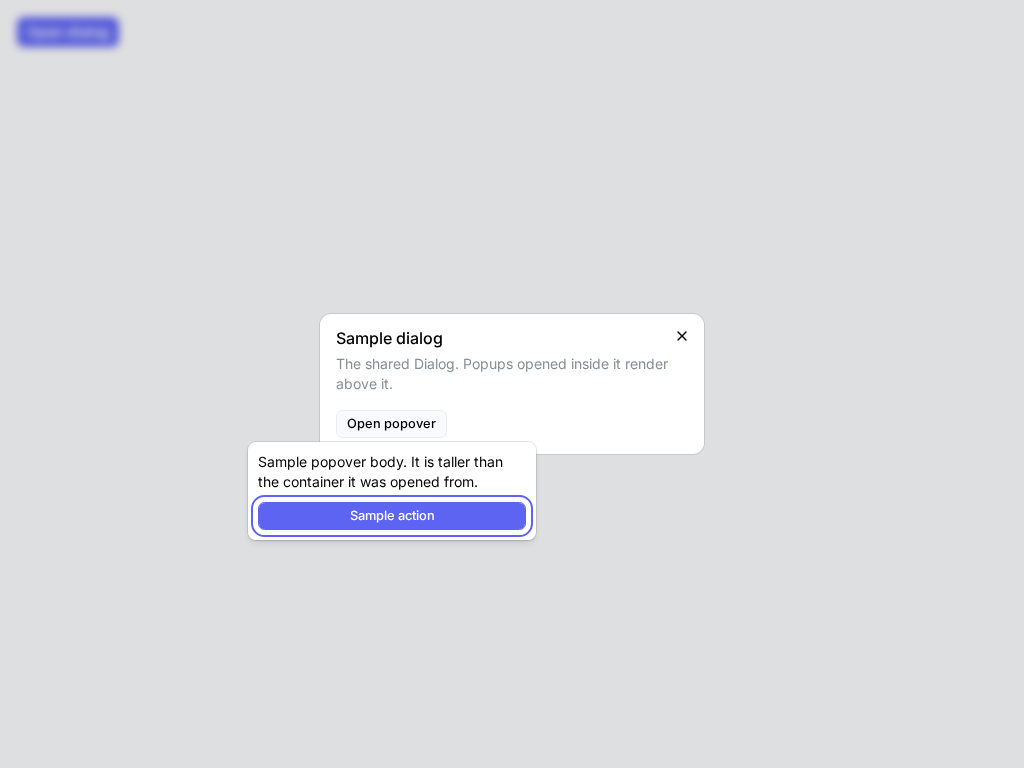 Sample dialog
The shared Dialog. Popups opened inside it render
above it.
Open popover
Sample popover body. It is taller than
the container it was opened from.
Sample action